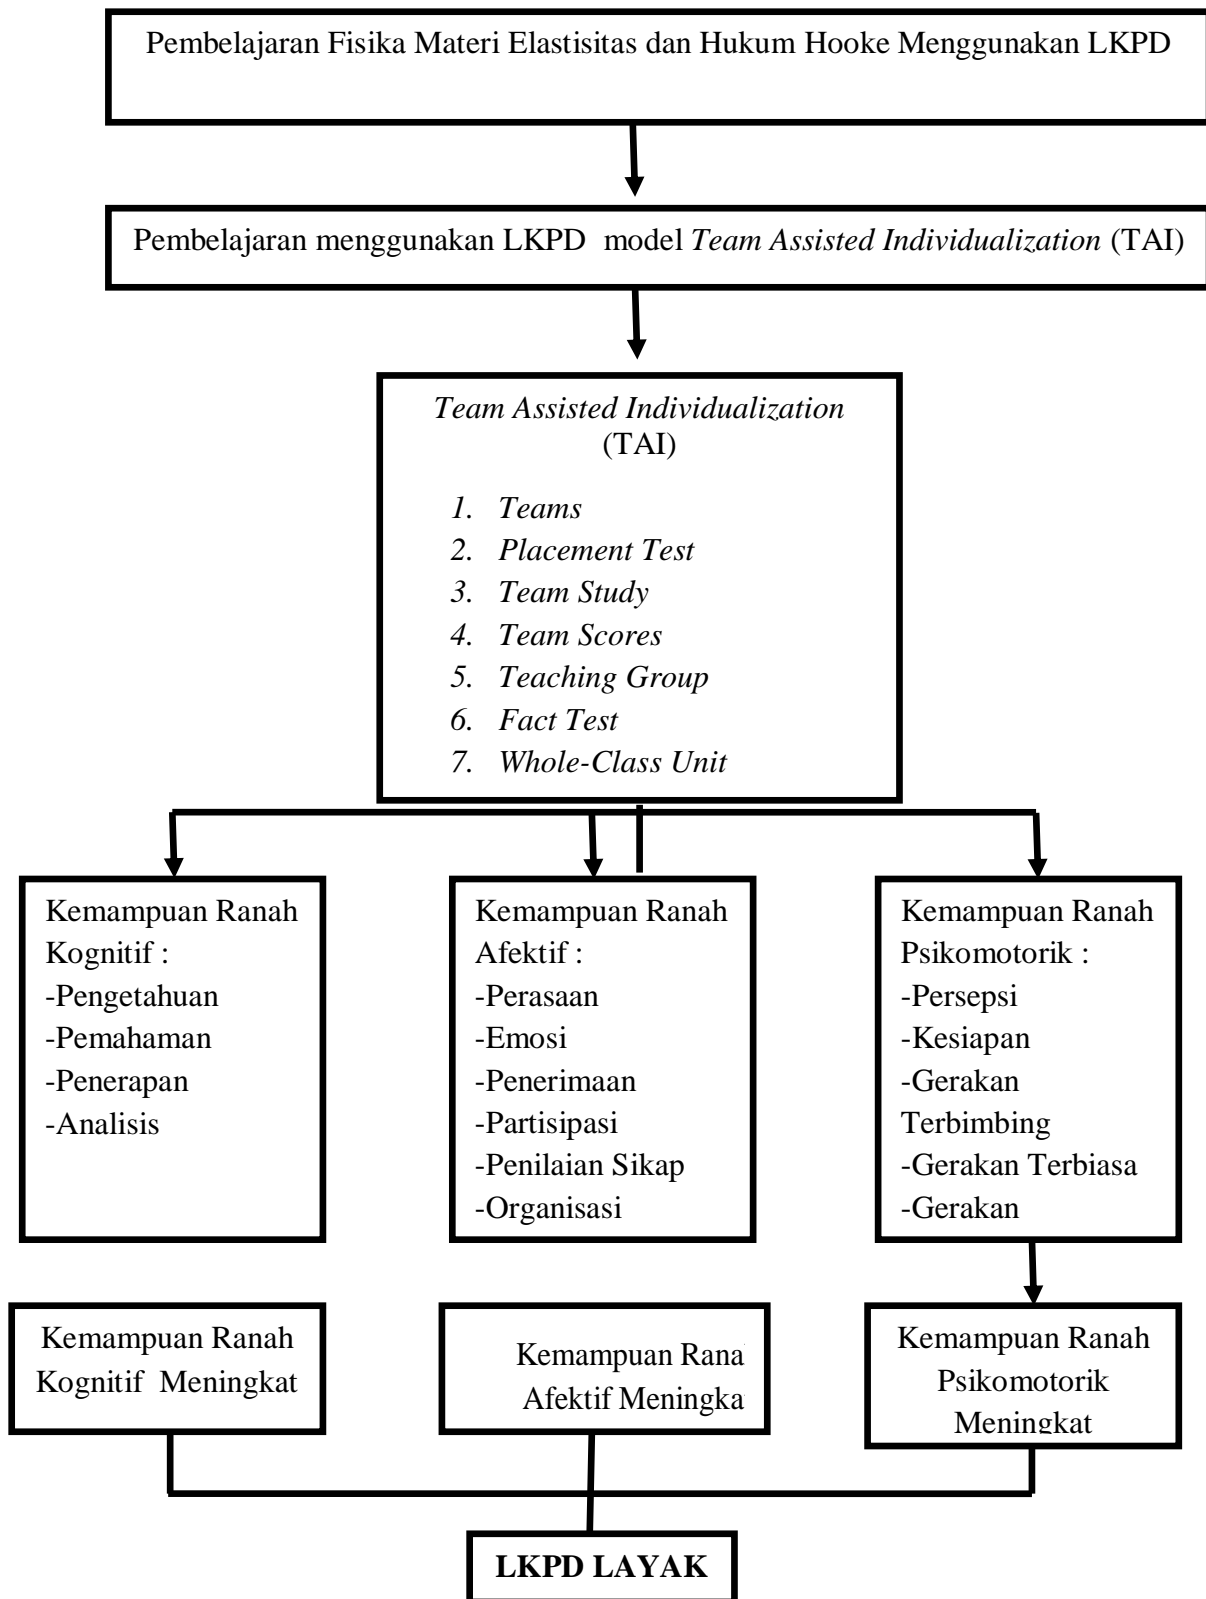 Pembelajaran Fisika Materi Elastisitas dan Hukum Hooke Menggunakan LKPD
Pembelajaran menggunakan LKPD model Team Assisted Individualization (TAI)
Team Assisted Individualization
(TAI)
1. Teams
2. Placement Test
3. Team Study
4. Team Scores
5. Teaching Group
6. Fact Test
7. Whole-Class Unit
Kemampuan Ranah
Kognitif :
-Pengetahuan
-Pemahaman
-Penerapan
-Analisis
Kemampuan Ranah
Afektif :
-Perasaan
-Emosi
-Penerimaan
-Partisipasi
-Penilaian Sikap
-Organisasi
Kemampuan Ranah
Psikomotorik :
-Persepsi
-Kesiapan
-Gerakan
Terbimbing
-Gerakan Terbiasa
-Gerakan
Kemampuan Ranah
Kognitif Meningkat
Kemampuan Rana
Afektif Meningka
Kemampuan Ranah
Psikomotorik
Meningkat
LKPD LAYAK